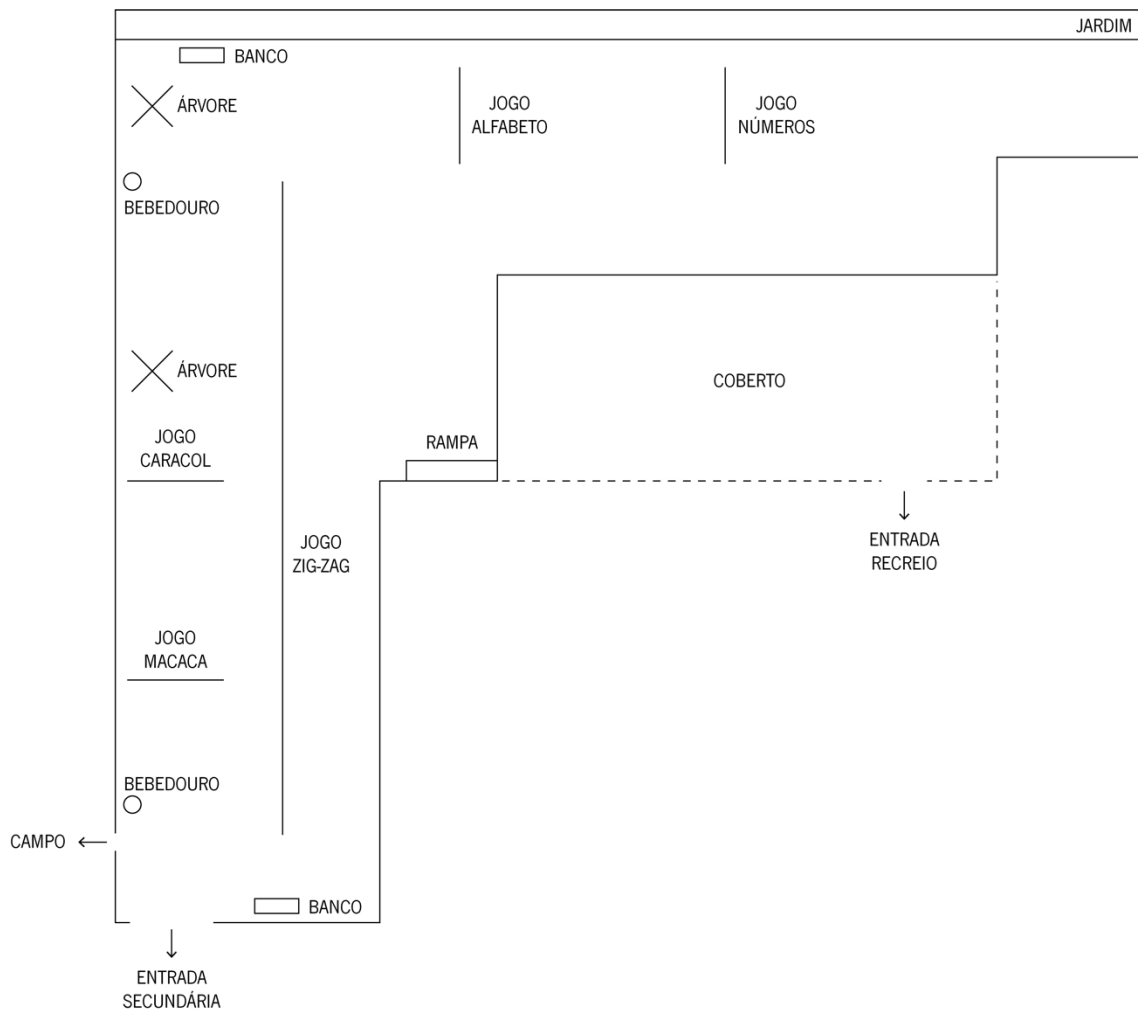 JARDIM
BANCO
ÁRVORE
JOGO
ALFABETO
JOGO
NÚMEROS
BEBEDOURO
ÁRVORE
COBERTO
JOGO
CARACOL
RAMPA
ENTRADA
RECREIO
JOGO
ZIG-ZAG
JOGO
MACACA
BEBEDOURO
CAMPO
BANCO
ENTRADA
SECUNDÁRIA